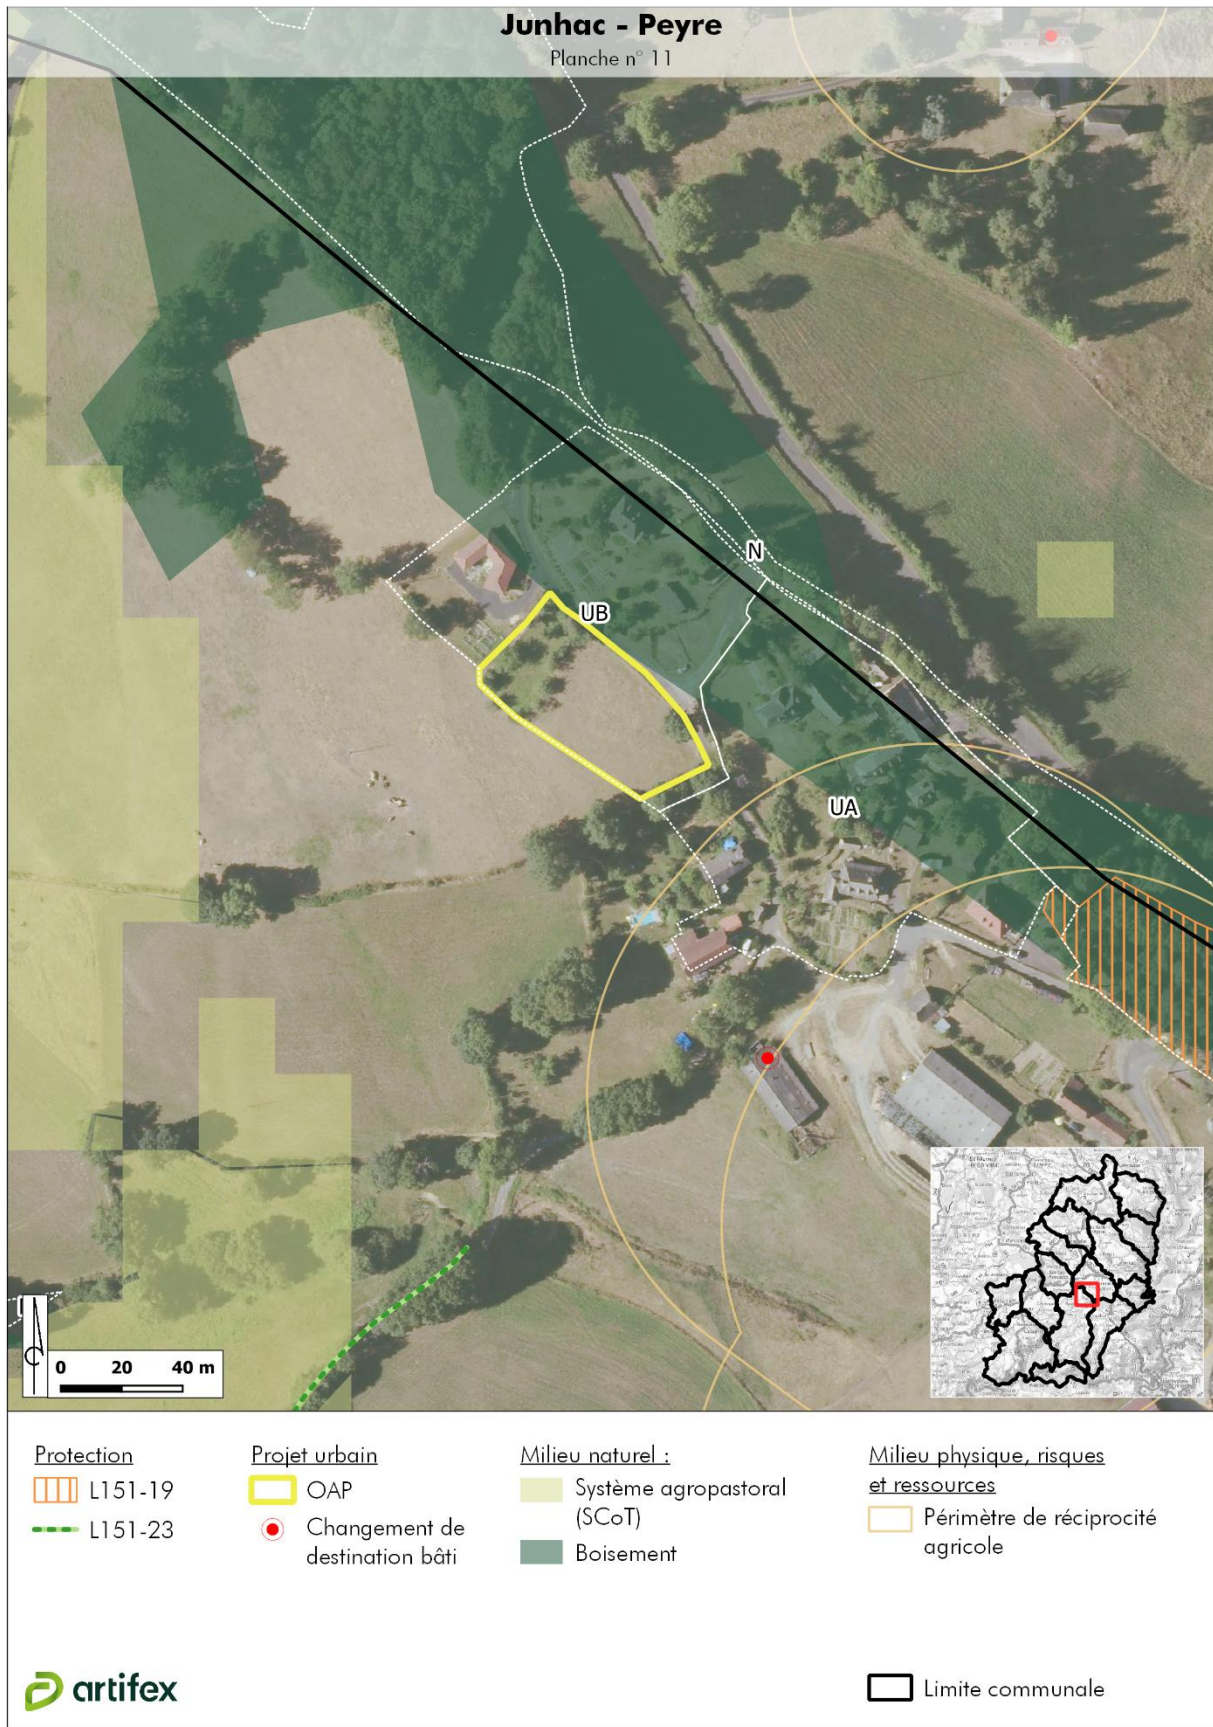 Junhac - Peyre
Planche n° 11
N
UB
UA
0 20 40 m
Protection
L151-19
L151-23
Projet urbain
OAP
Changement de
destination bâti
Milieu naturel :
Système agropastoral
(SCoT)
Boisement
Milieu physique, risques
et ressources
Périmètre de réciprocité
agricole
artifex
Limite communale